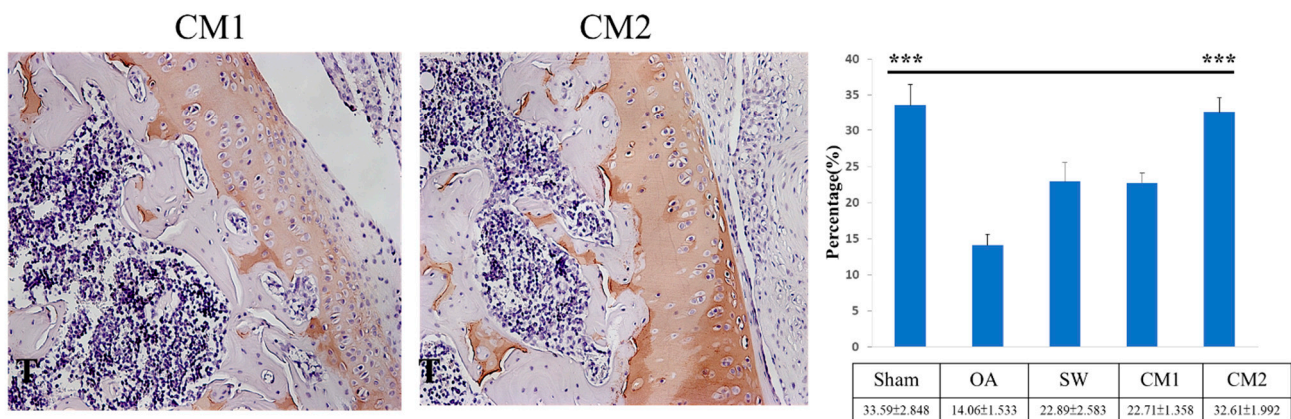 CM1
CM2
T
T
*** ***
Percentage(%)
40
35
30
25
20
15
10
5
0
Sham OA SW CM1 CM2
33.59±2.848 14.06±1.533 22.89±2.583 22.71±1.358 32.61±1.992